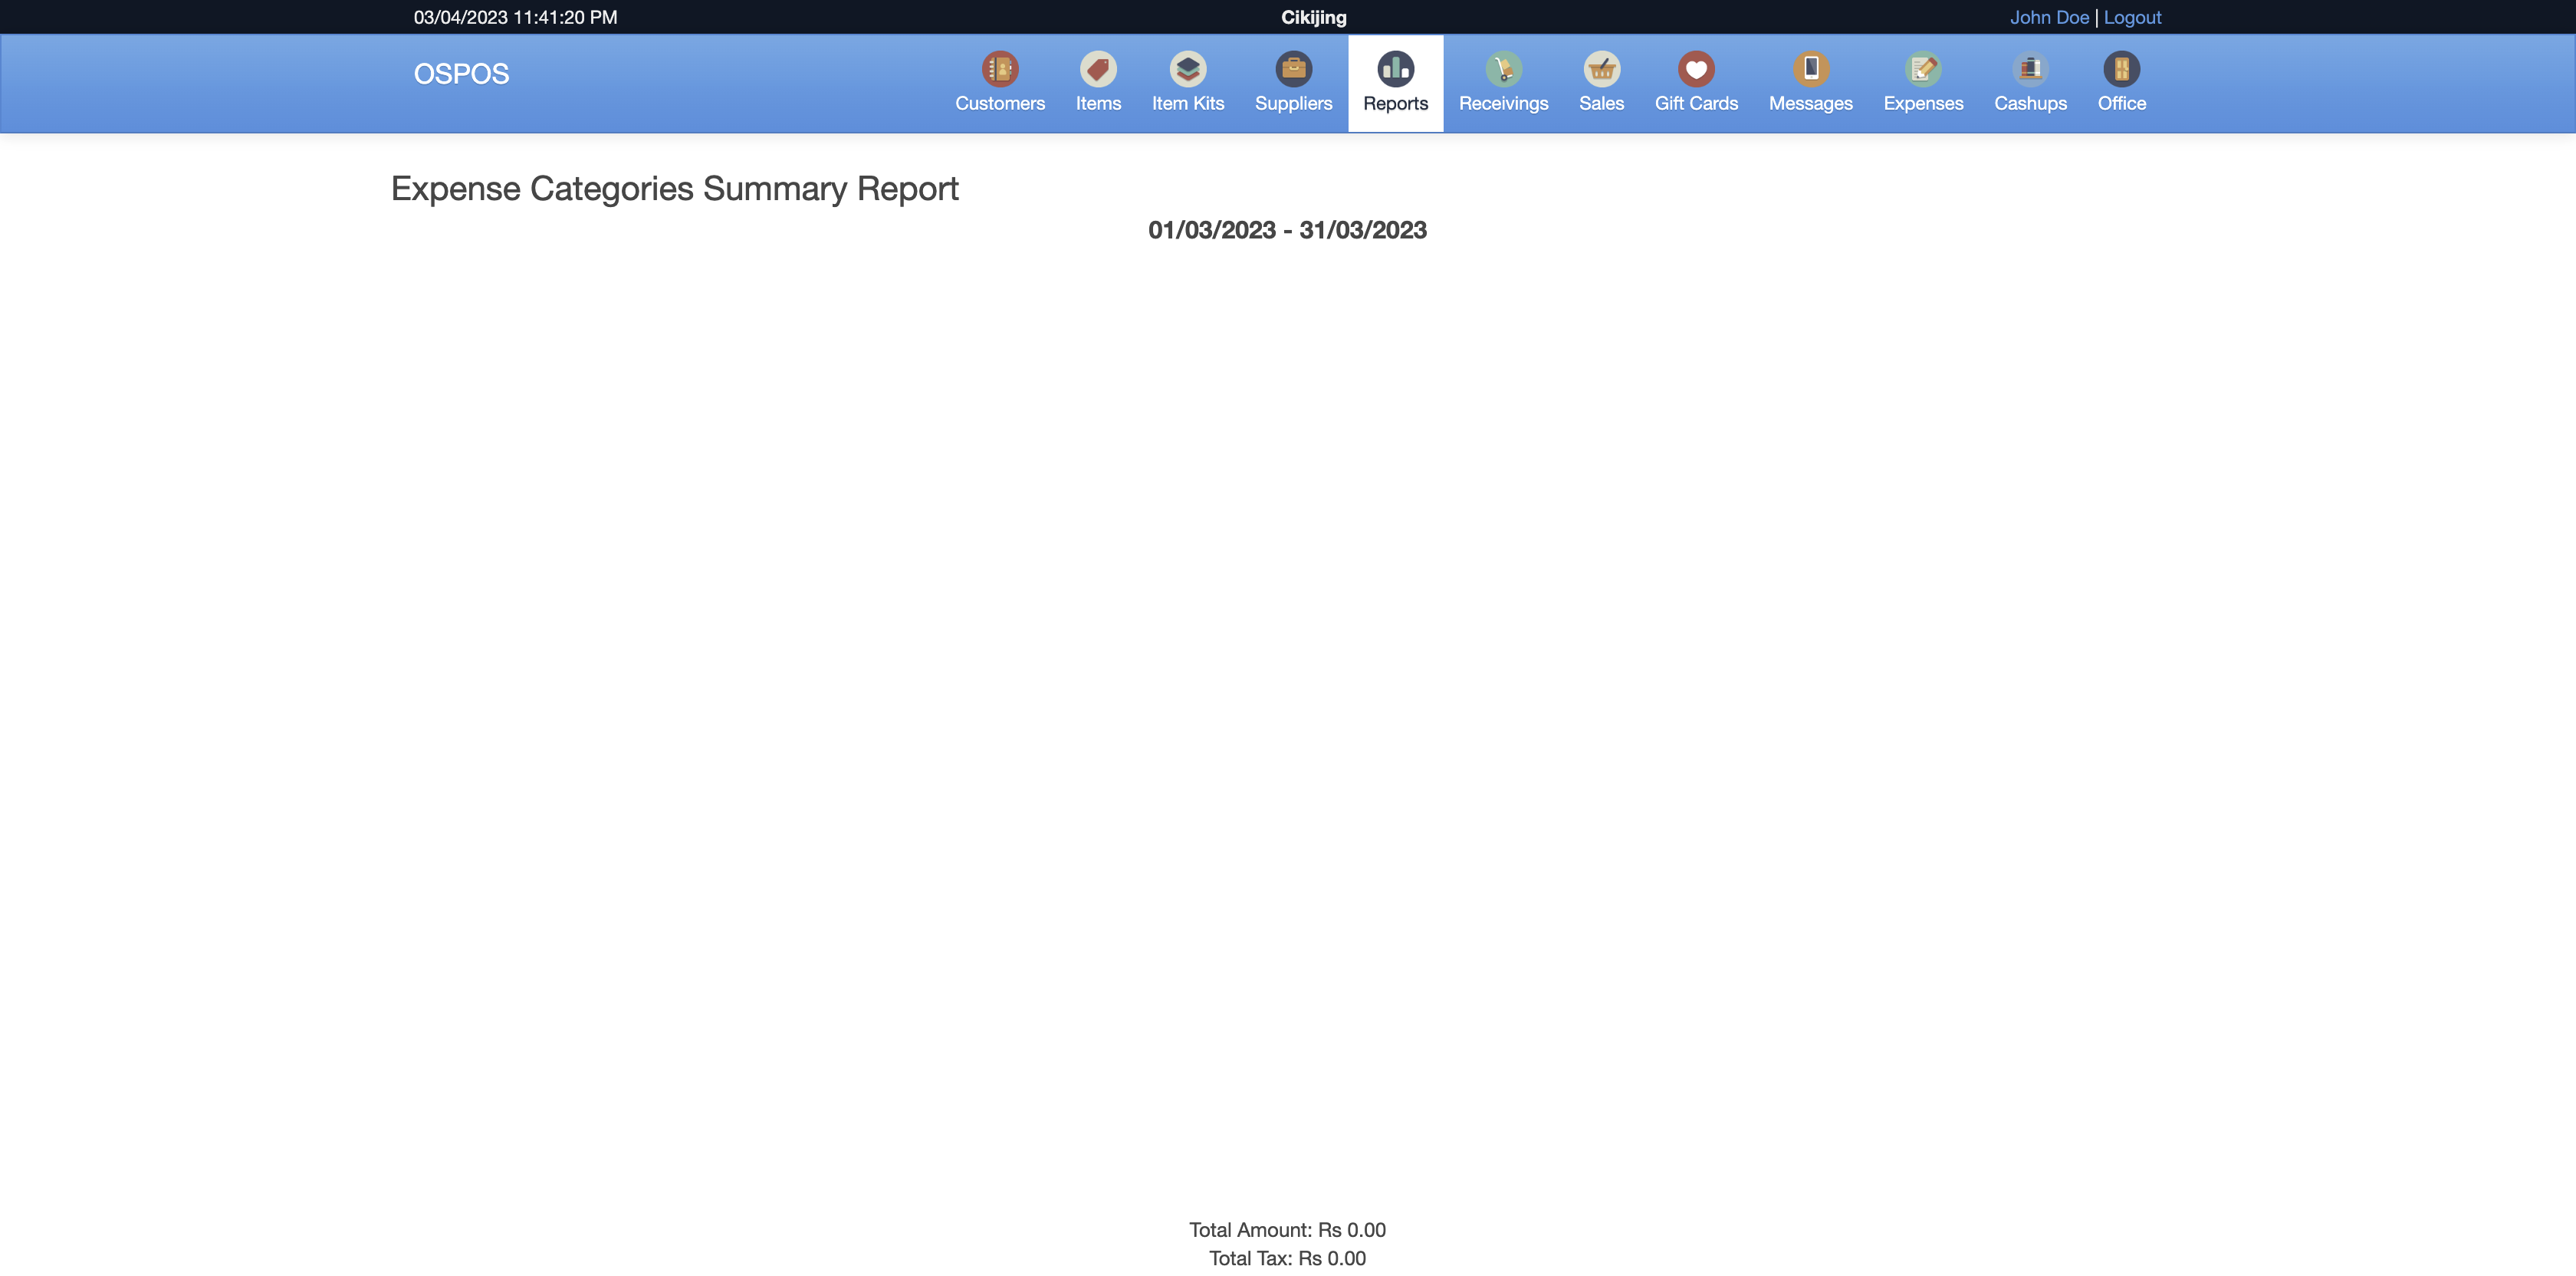 03/04/2023 11:41:20 PM Cikijing John Doe | Logout
OSPOS Customers Items Item Kits Suppliers Reports Receivings Sales Gift Cards Messages Expenses Cashups Office
Expense Categories Summary Report
01/03/2023 - 31/03/2023
Total Amount: Rs 0.00
Total Tax: Rs 0.00